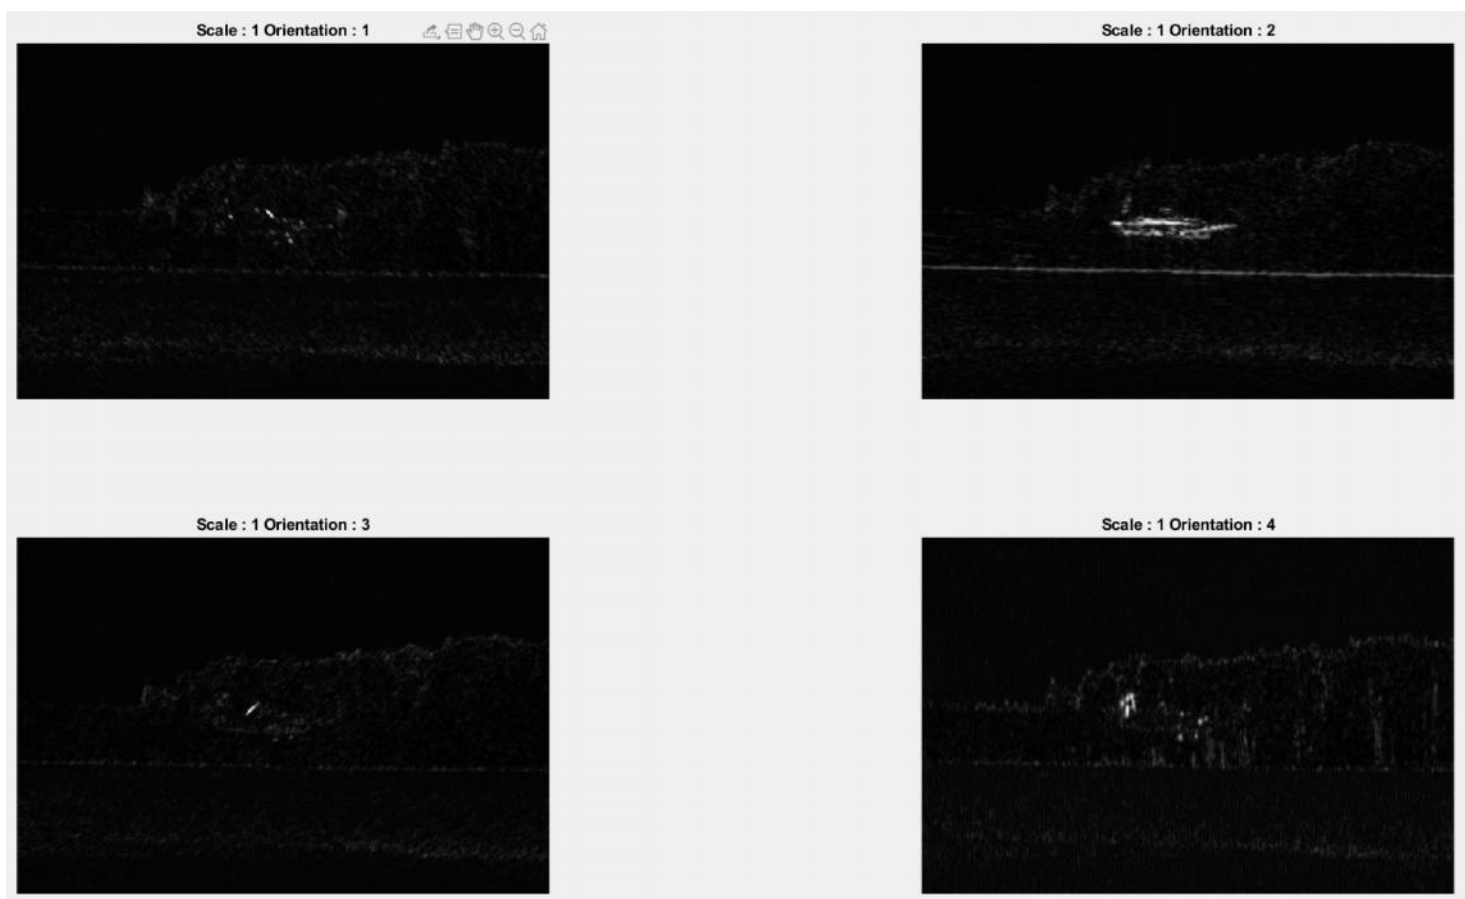 Scale : 1 Orientation : 1
Scale : 1 Orientation : 2
Scale : 1 Orientation : 3
Scale : 1 Orientation : 4